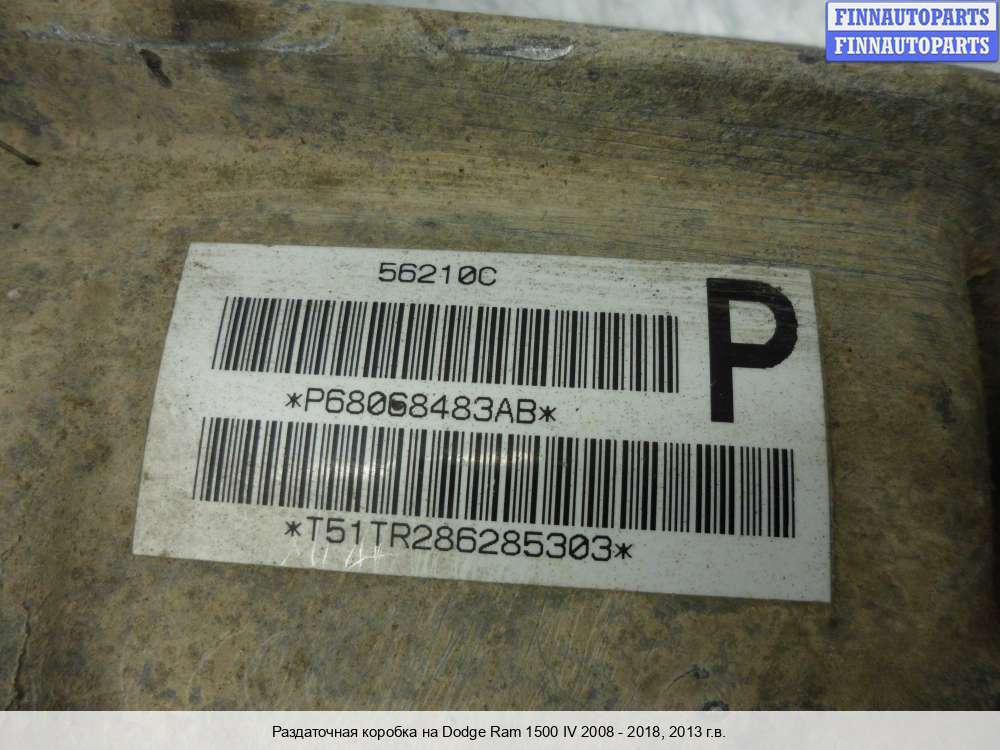 FINNAUTOPARTS
FINNAUTOPARTS
56210C
P
*P68068483AB*
*T51TR286285303*
Раздаточная коробка на Dodge Ram 1500 IV 2008 - 2018, 2013 г.в.